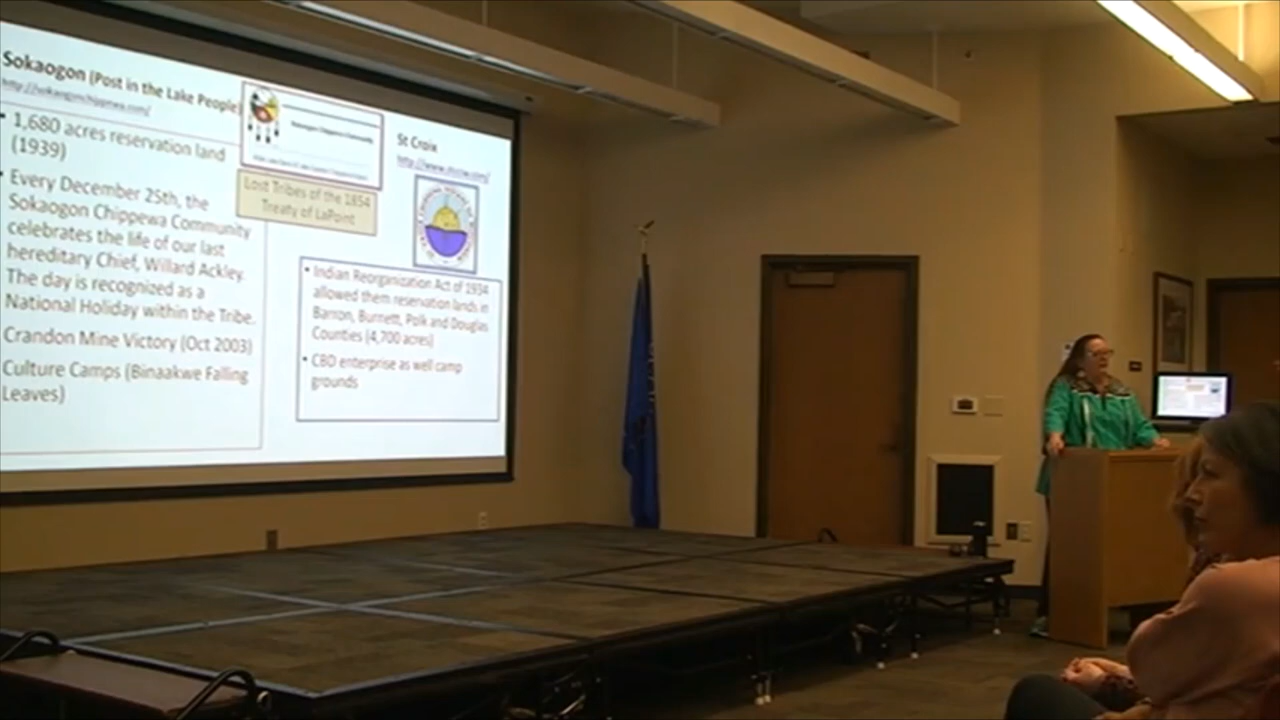 Sokaogon (Post in the Lake People)
http://sokaogonchippewa.com/
• 1,680 acres reservation land
(1939)
• Every December 25th, the
Sokaogon Chippewa Community
celebrates the life of our last
hereditary Chief, Willard Ackley.
The day is recognized as a
National Holiday within the Tribe.
Crandon Mine Victory (Oct 2003)
Culture Camps (Binaakwe Falling
Leaves)
Sokaogon Chippewa Community
Lost Tribes of the 1854
Treaty of LaPoint
St Croix
• Indian Reorganization Act of 1934
allowed them reservation lands in
Barron, Burnett, Polk and Douglas
Counties (4,700 acres)
• CBD enterprise as well camp
grounds